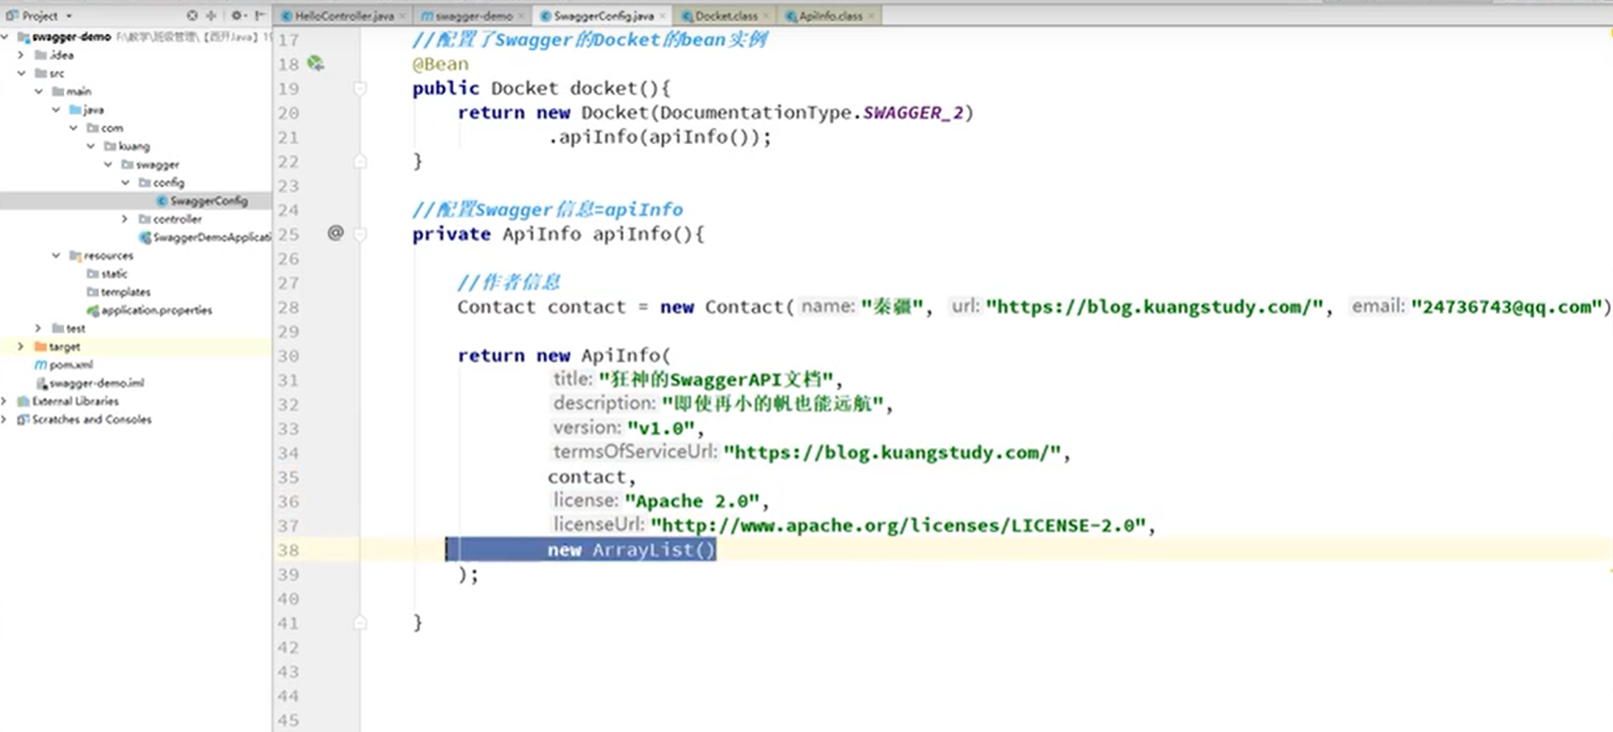 Project
HelloController.java
swagger-demo
SwaggerConfig.java
Docket.class
ApiInfo.class
swagger-demo
.idea
src
main
java
com
kuang
swagger
config
SwaggerConfig
controller
SwaggerDemoApplicati
resources
static
templates
application.properties
test
target
pom.xml
swagger-demo.iml
External Libraries
Scratches and Consoles
17 //配置了Swagger的Docket的bean实例
18 @Bean
19 public Docket docket(){
20 return new Docket(DocumentationType.SWAGGER_2)
21 .apiInfo(apiInfo());
22 }
23
24 //配置Swagger信息=apiInfo
25 @ private ApiInfo apiInfo(){
26
27 //作者信息
28 Contact contact = new Contact( name: "秦疆", url: "https://blog.kuangstudy.com/", email: "24736743@qq.com")
29
30 return new ApiInfo(
31 title: "狂神的SwaggerAPI文档",
32 description: "即使再小的帆也能远航",
33 version: "v1.0",
34 termsOfServiceUrl: "https://blog.kuangstudy.com/",
35 contact,
36 license: "Apache 2.0",
37 licenseUrl: "http://www.apache.org/licenses/LICENSE-2.0",
38 new ArrayList()
39 );
40
41 }
42
43
44
45